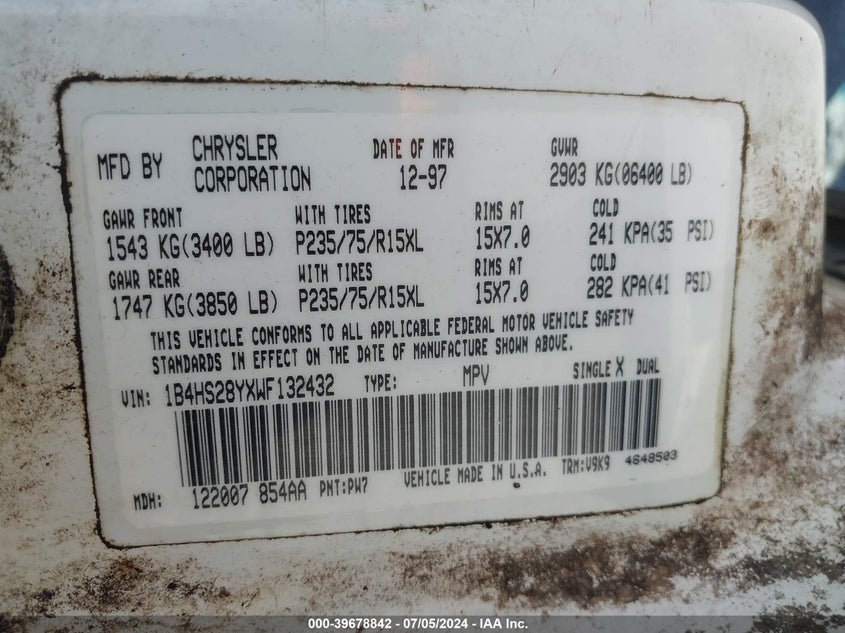 MFD BY CHRYSLER CORPORATION DATE OF MFR 12-97 GVWR 2903 KG(06400 LB)
GAWR FRONT WITH TIRES RIMS AT COLD
1543 KG(3400 LB) P235/75/R15XL 15X7.0 241 KPA(35 PSI)
GAWR REAR WITH TIRES RIMS AT COLD
1747 KG(3850 LB) P235/75/R15XL 15X7.0 282 KPA(41 PSI)
THIS VEHICLE CONFORMS TO ALL APPLICABLE FEDERAL MOTOR VEHICLE SAFETY
STANDARDS IN EFFECT ON THE DATE OF MANUFACTURE SHOWN ABOVE.
VIN: 1B4HS28YXWF132432 TYPE: MPV SINGLE X DUAL
MDH: 122007 854AA PNT:PW7 VEHICLE MADE IN U.S.A. TRM:V9K9 4648503
000-39678842 - 07/05/2024 - IAA Inc.